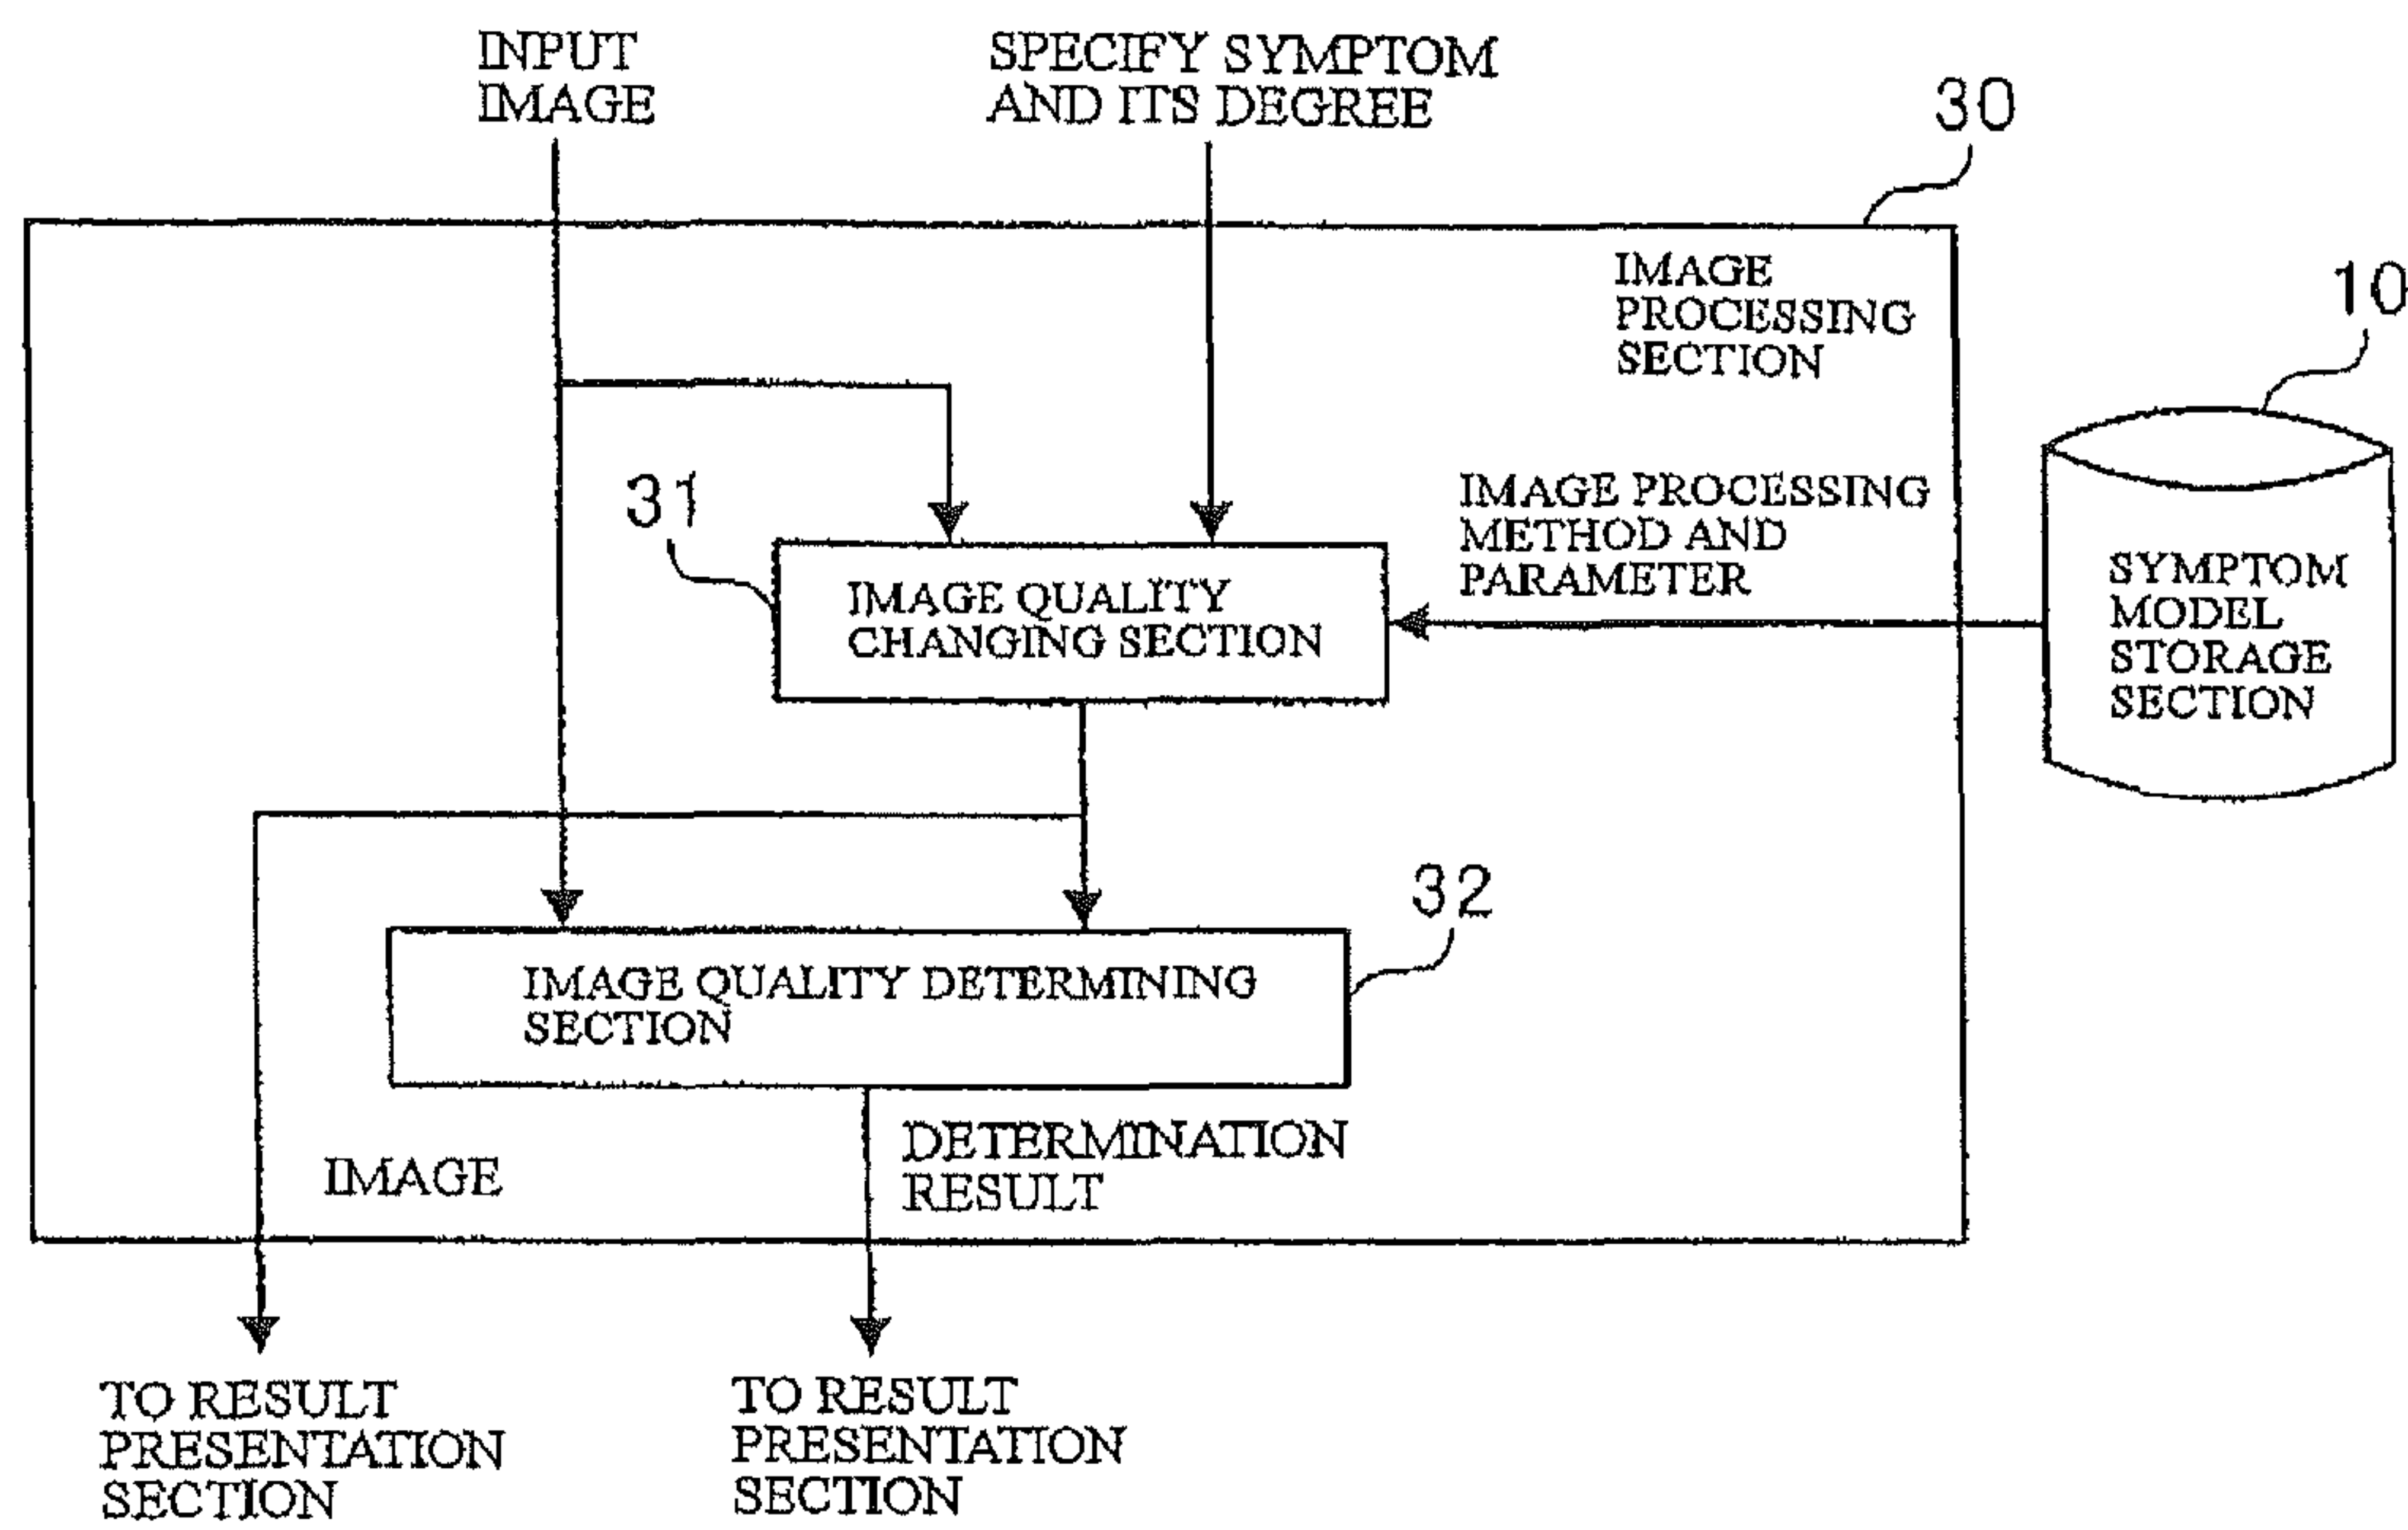 INPUT
IMAGE
SPECIFY SYMPTOM
AND ITS DEGREE
30
IMAGE
PROCESSING
SECTION
10
31
IMAGE PROCESSING
METHOD AND
PARAMETER
SYMPTOM
MODEL
STORAGE
SECTION
IMAGE QUALITY
CHANGING SECTION
32
IMAGE QUALITY DETERMINING
SECTION
DETERMINATION
RESULT
IMAGE
TO RESULT
PRESENTATION
SECTION
TO RESULT
PRESENTATION
SECTION